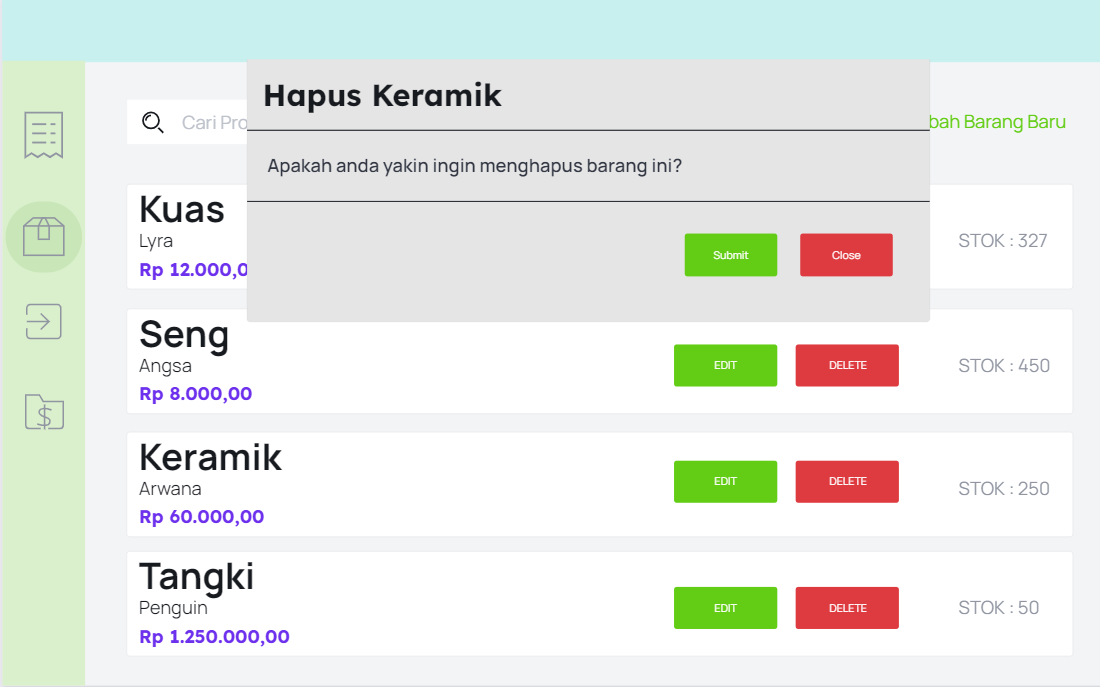 Hapus Keramik
Apakah anda yakin ingin menghapus barang ini?
Submit Close
Cari Pro
bah Barang Baru
Kuas
Lyra
Rp 12.000,0
STOK : 327
Seng
Angsa
Rp 8.000,00
EDIT DELETE
STOK : 450
Keramik
Arwana
Rp 60.000,00
EDIT DELETE
STOK : 250
Tangki
Penguin
Rp 1.250.000,00
EDIT DELETE
STOK : 50